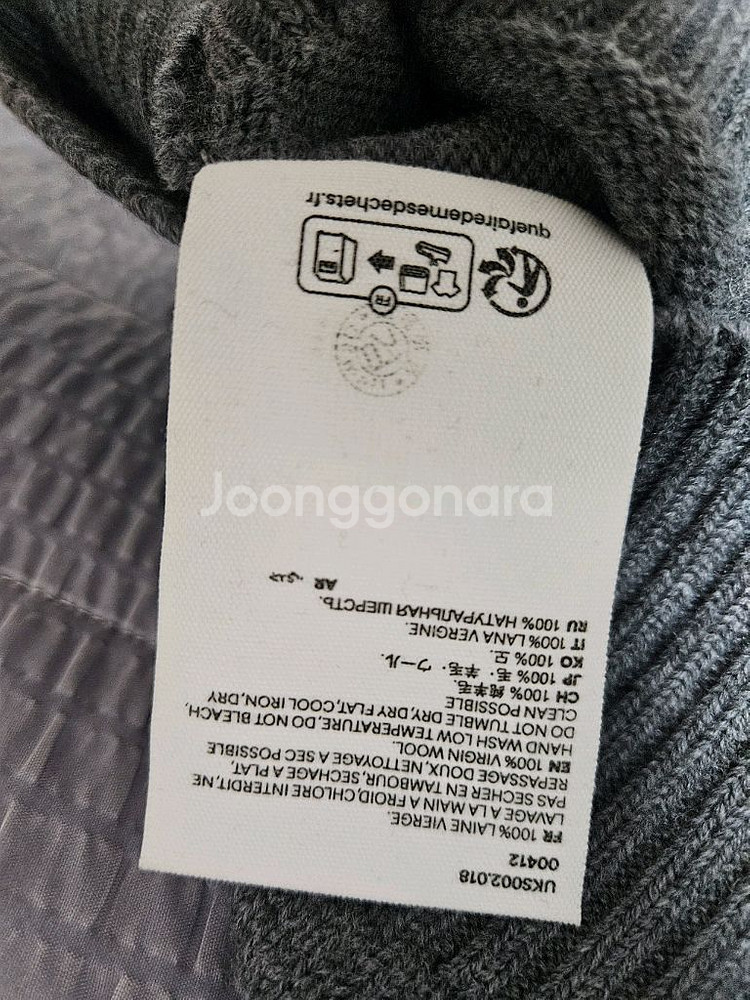 UKS002.018
00412
FR 100% LAINE VIERGE.
LAVAGE A LA MAIN A FROID,CHLORE INTERDIT,NE
PAS SECHER EN TAMBOUR, SECHAGE A PLAT,
REPASSAGE DOUX, NETTOYAGE A SEC POSSIBLE
EN 100% VIRGIN WOOL.
HAND WASH LOW TEMPERATURE, DO NOT BLEACH,
DO NOT TUMBLE DRY, DRY FLAT, COOL IRON, DRY
CLEAN POSSIBLE
CH 100% 純羊毛.
JP 100% 毛・羊毛・ウール.
KO 100% 모.
IT 100% LANA VERGINE.
RU 100% НАТУРАЛЬНАЯ ШЕРСТЬ.
AR
Joonggonara
FR
quefairedemesdechets.fr